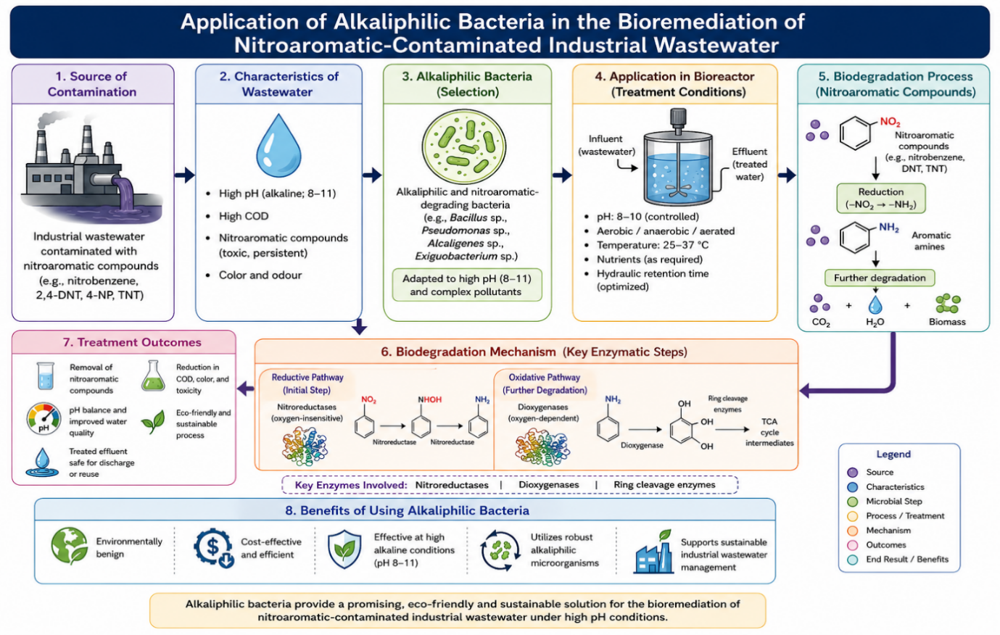 Application of Alkaliphilic Bacteria in the Bioremediation of
Nitroaromatic-Contaminated Industrial Wastewater
1. Source of
Contamination
Industrial wastewater
contaminated with
nitroaromatic compounds
(e.g., nitrobenzene,
2,4-DNT, 4-NP, TNT)
2. Characteristics of
Wastewater
• High pH (alkaline; 8–11)
• High COD
• Nitroaromatic compounds
(toxic, persistent)
• Color and odour
3. Alkaliphilic Bacteria
(Selection)
Alkaliphilic and nitroaromatic-
degrading bacteria
(e.g., Bacillus sp.,
Pseudomonas sp.,
Alcaligenes sp.,
Exiguobacterium sp.)
Adapted to high pH (8–11)
and complex pollutants
4. Application in Bioreactor
(Treatment Conditions)
Influent
(wastewater)
Effluent
(treated
water)
• pH: 8–10 (controlled)
• Aerobic / anaerobic / aerated
• Temperature: 25–37 °C
• Nutrients (as required)
• Hydraulic retention time
(optimized)
5. Biodegradation Process
(Nitroaromatic Compounds)
NO2
Nitroaromatic
compounds
(e.g., nitrobenzene,
DNT, TNT)
Reduction
(–NO2 → –NH2)
NH2
Aromatic
amines
Further degradation
+ +
CO2 H2O Biomass
7. Treatment Outcomes
Removal of
nitroaromatic
compounds
Reduction in
COD, color, and
toxicity
pH
pH balance and
improved water
quality
Eco-friendly and
sustainable
process
Treated effluent
safe for discharge
or reuse
6. Biodegradation Mechanism (Key Enzymatic Steps)
Reductive Pathway
(Initial Step)
Nitroreductases
(oxygen-insensitive)
NO2 NHOH NH2
Nitroreductase Nitroreductase
Oxidative Pathway
(Further Degradation)
Dioxygenases
(oxygen-dependent)
NH2
Dioxygenase
OH
OH
OH
Ring cleavage
enzymes
TCA
cycle
intermediates
Key Enzymes Involved: Nitroreductases | Dioxygenases | Ring cleavage enzymes
Legend
Source
Characteristics
Microbial Step
Process / Treatment
Mechanism
Outcomes
End Result / Benefits
8. Benefits of Using Alkaliphilic Bacteria
Environmentally
benign
$
Cost-effective
and efficient
Effective at high
alkaline conditions
(pH 8–11)
Utilizes robust
alkaliphilic
microorganisms
Supports sustainable
industrial wastewater
management
Alkaliphilic bacteria provide a promising, eco-friendly and sustainable solution for the bioremediation of
nitroaromatic-contaminated industrial wastewater under high pH conditions.